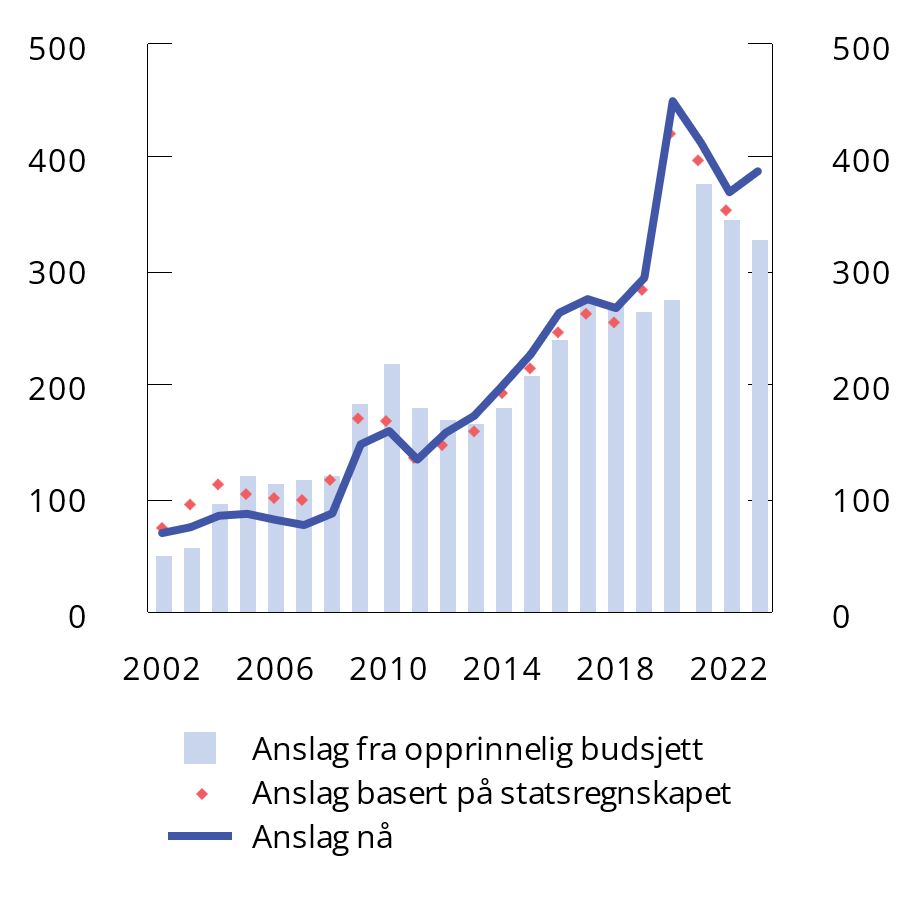 500 500
400 400
300 300
200 200
100 100
0 0
2002 2006 2010 2014 2018 2022
Anslag fra opprinnelig budsjett
Anslag basert på statsregnskapet
Anslag nå